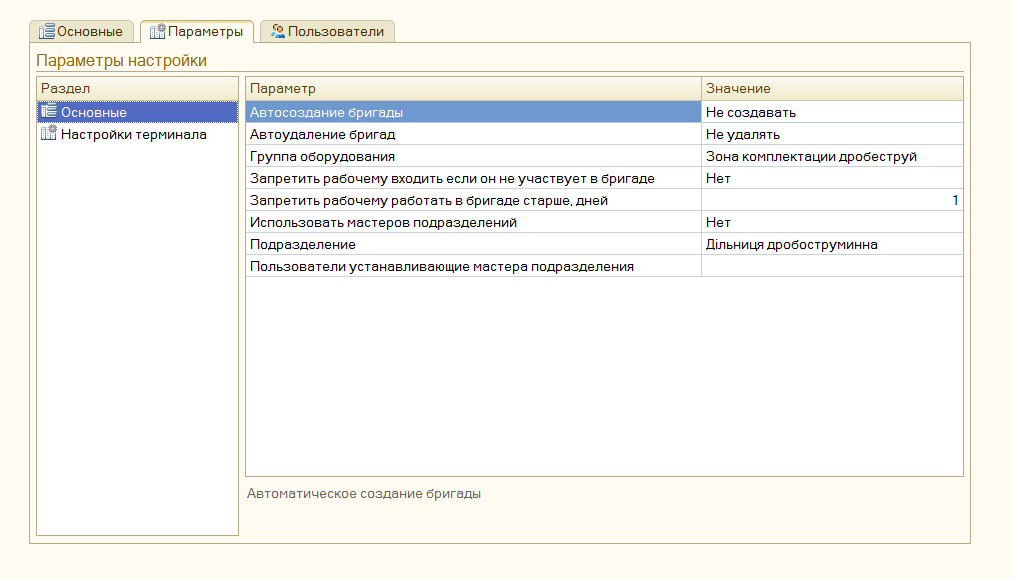 Основные Параметры Пользователи
Параметры настройки
Раздел Параметр Значение
Основные Автосоздание бригады Не создавать
Настройки терминала Автоудаление бригад Не удалять
Группа оборудования Зона комплектации дробеструй
Запретить рабочему входить если он не участвует в бригаде Нет
Запретить рабочему работать в бригаде старше, дней 1
Использовать мастеров подразделений Нет
Подразделение Дільниця дробоструминна
Пользователи устанавливающие мастера подразделения
Автоматическое создание бригады